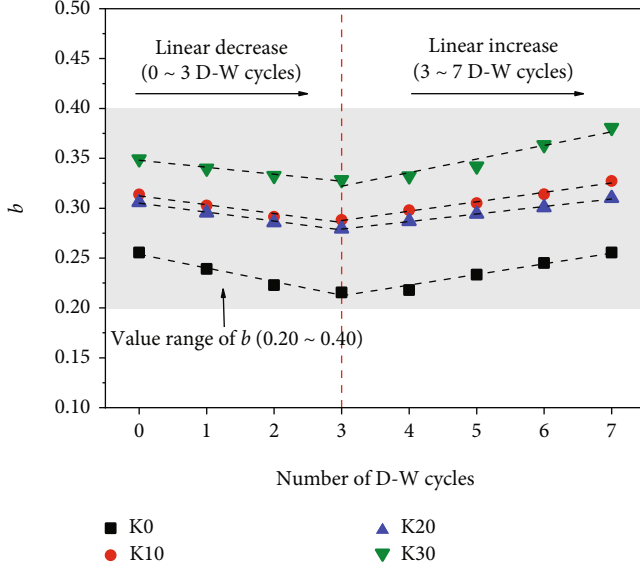 0.50
0.45
0.40
0.35
0.30
0.25
0.20
0.15
0.10
b
Linear decrease
(0 ~ 3 D-W cycles)
Linear increase
(3 ~ 7 D-W cycles)
Value range of b (0.20 ~ 0.40)
0 1 2 3 4 5 6 7
Number of D-W cycles
K0
K10
K20
K30